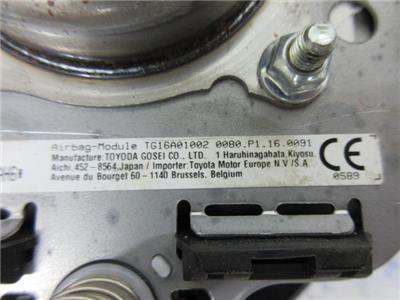 Airbag-Module TG16A01002 0080.P1.16.0091
Manufacture:TOYODA GOSEI CO., LTD. 1 Haruhinagahata,Kiyosu,
Aichi,452-8564,Japan / Importer:Toyota Motor Europe N.V./S.A.
Avenue du Bourget 60-1140 Brussels, Belgium
CE
0589